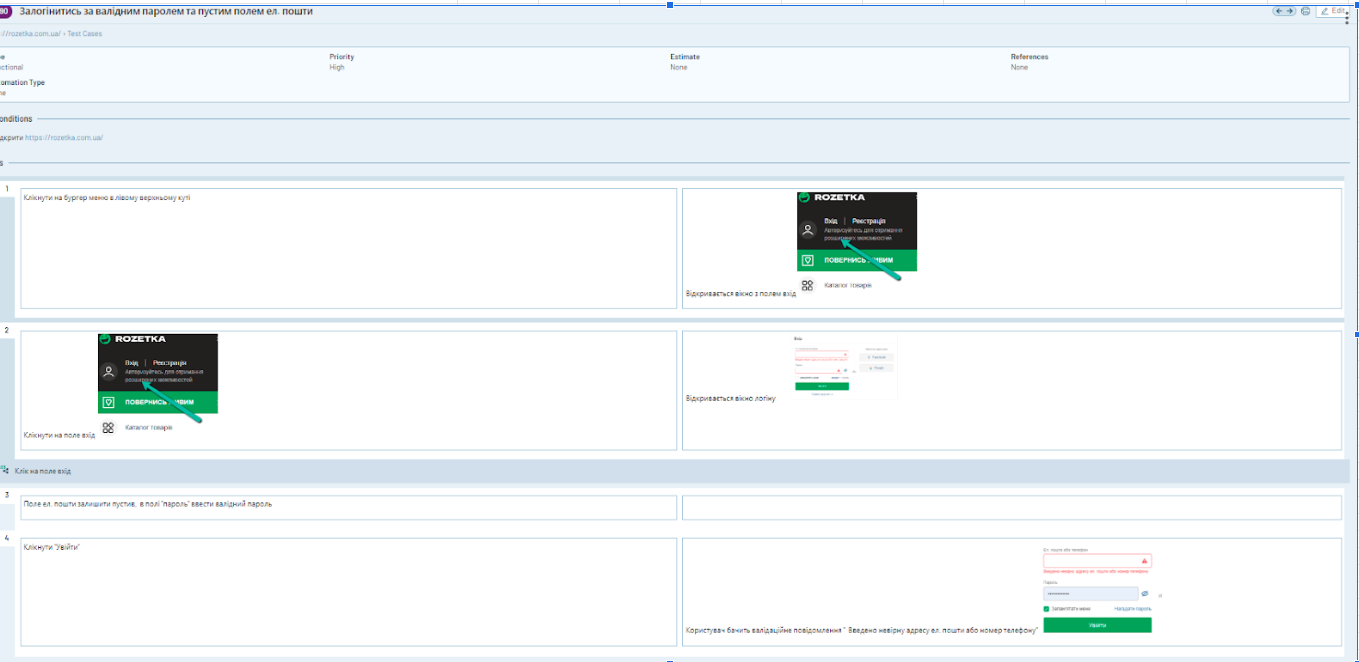 90 Залогінитись за валідним паролем та пустим полем ел. пошти
Edit
://rozetka.com.ua/ › Test Cases
Priority
Estimate
References
ctional
High
None
None
omation Type
onditions
дкрити https://rozetka.com.ua/
s
1
Клікнути на бургер меню в лівому верхньому куті
ROZETKA
Вхід | Реєстрація
Авторизуйтесь для отримання
розширених можливостей
ПОВЕРНИСЬ ЖИВИМ
Каталог товарів
Відкривається вікно з полем вхід
2
ROZETKA
Вхід | Реєстрація
Авторизуйтесь для отримання
розширених можливостей
ПОВЕРНИСЬ ЖИВИМ
Каталог товарів
Клікнути на поле вхід
Вхід
Відкривається вікно логіну
Клік на поле вхід
3
Поле ел. пошти залишити пустив, в полі "пароль" ввести валідний пароль
4
Клікнути "Увійти"
Ел. пошта або телефон
Введено невірну адресу ел. пошти або номер телефону
Пароль
Запам'ятати мене
Нагадати пароль
Увійти
Користувач бачить валідаційне повідомлення " Введено невірну адресу ел. пошти або номер телефону"